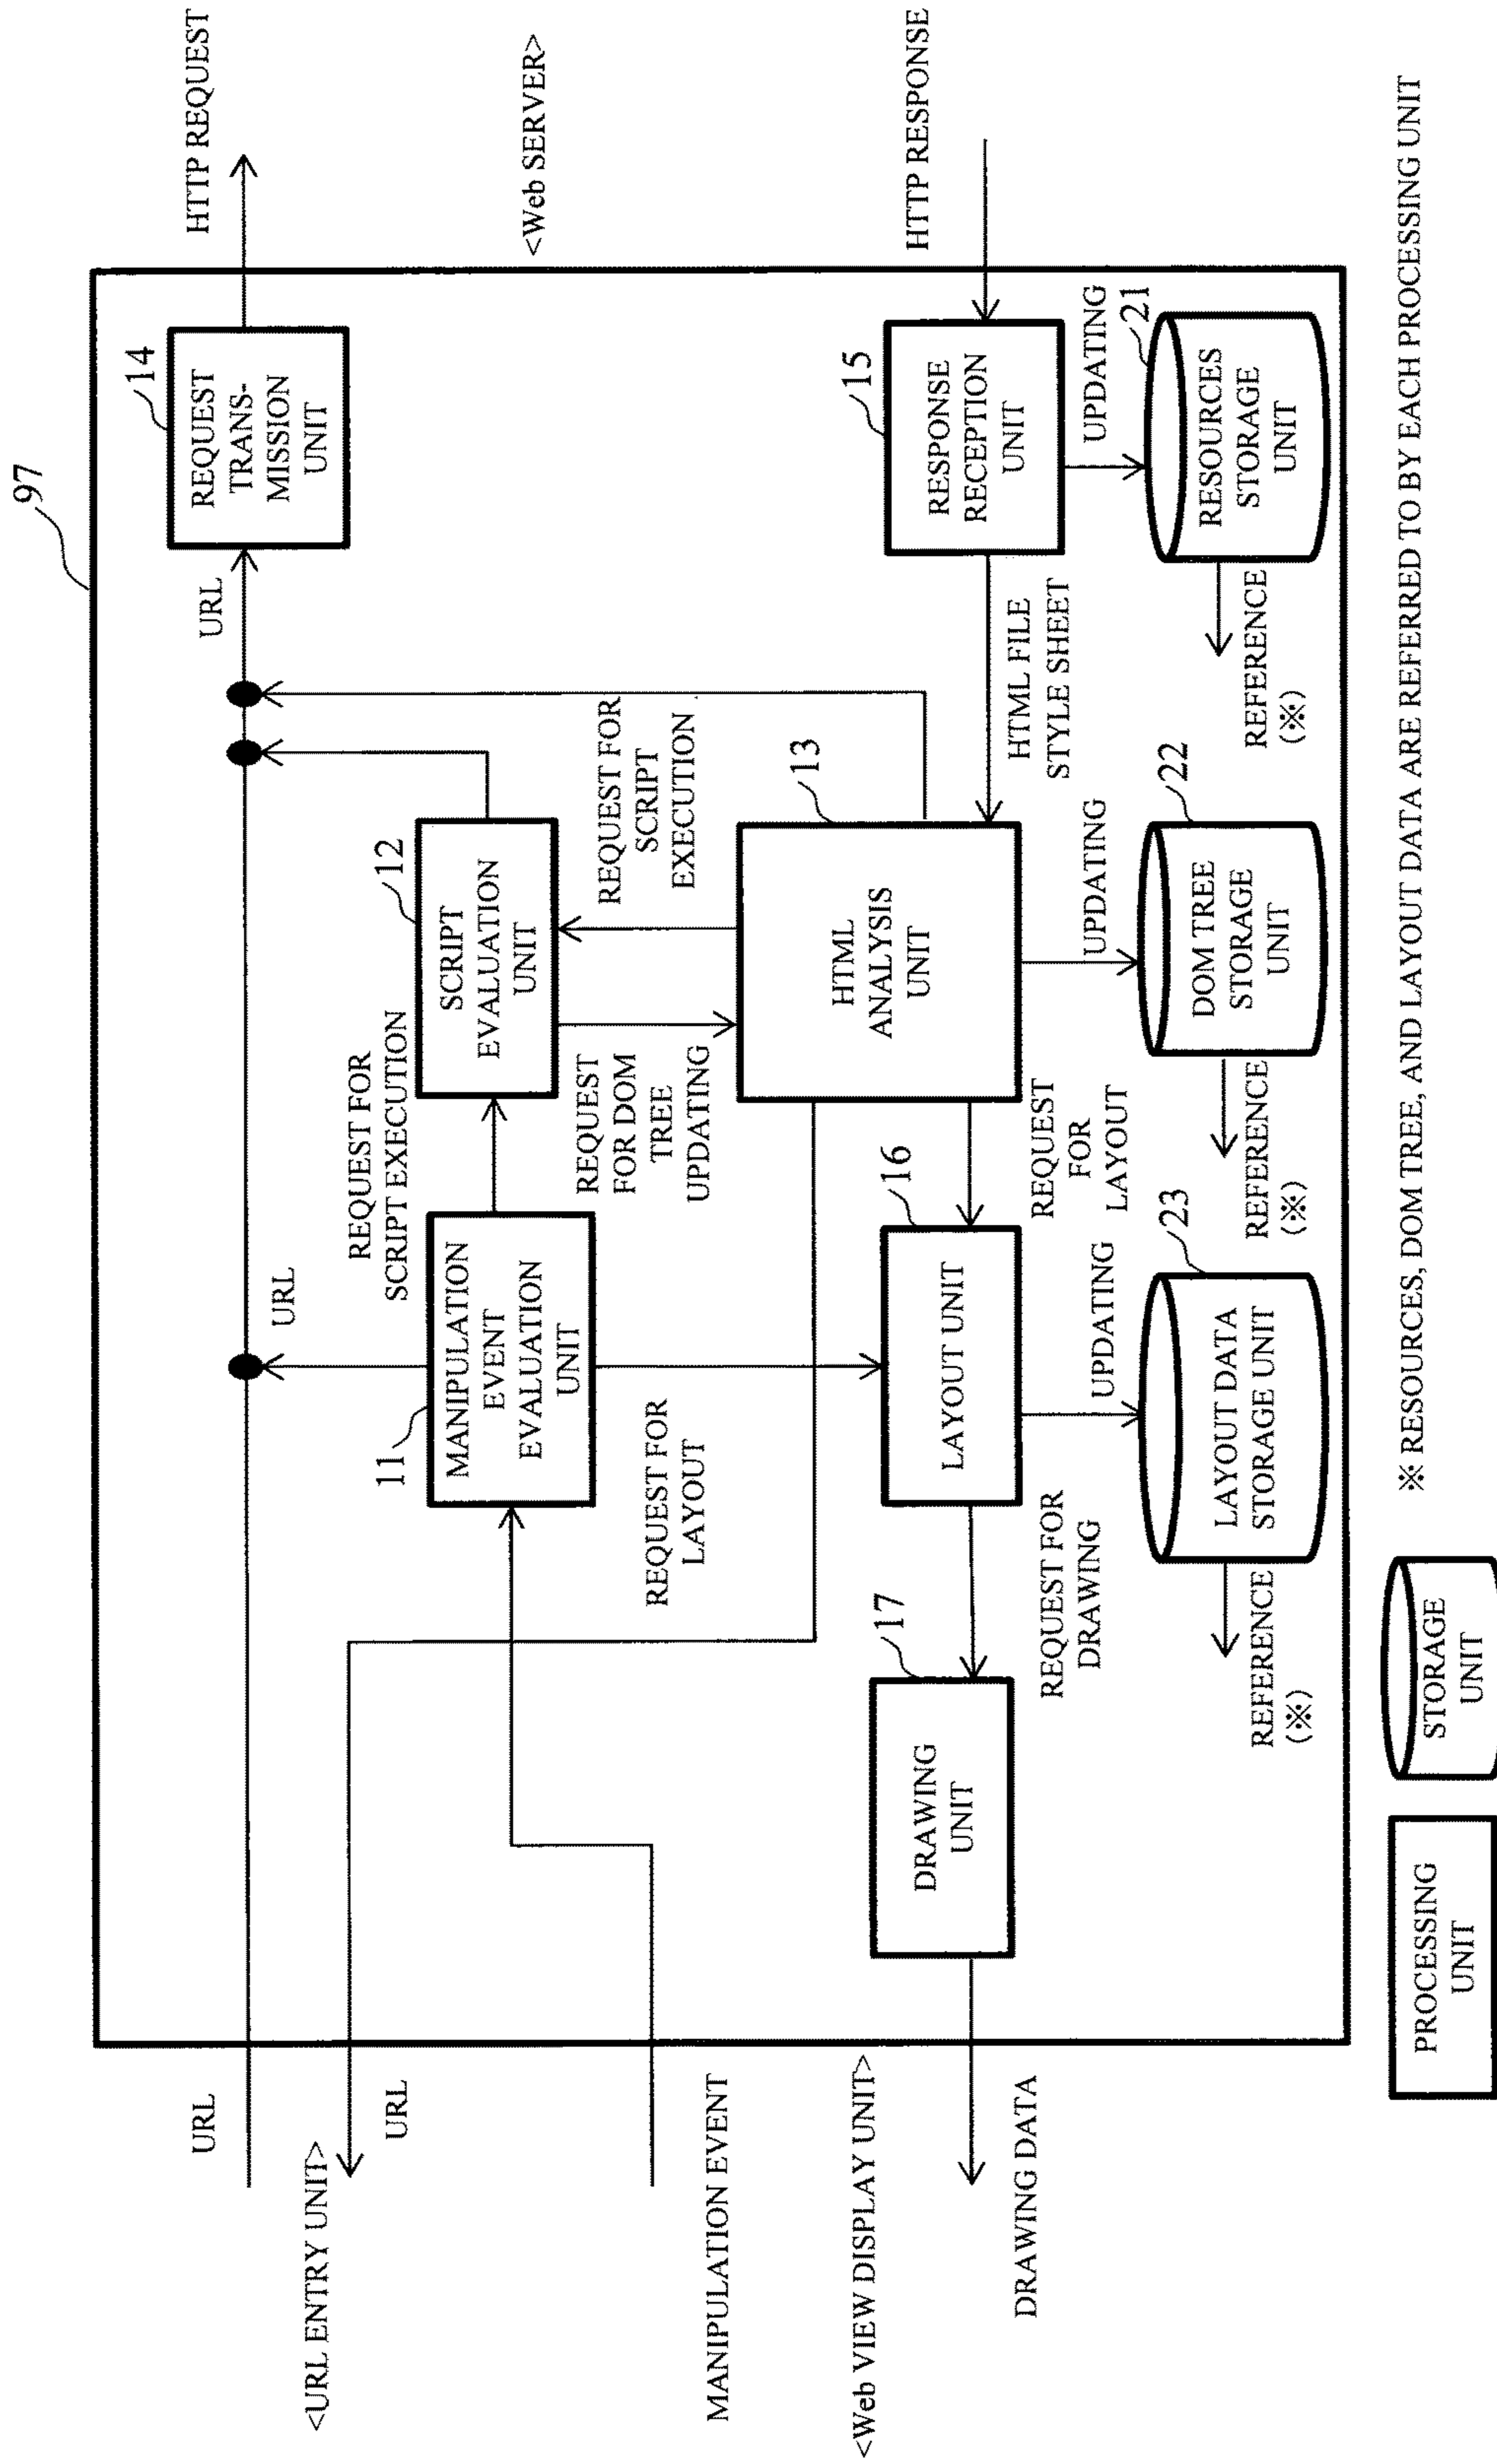 97
URL
<URL ENTRY UNIT>
URL
MANIPULATION EVENT
<Web VIEW DISPLAY UNIT>
DRAWING DATA
URL
11
MANIPULATION
EVENT
EVALUATION
UNIT
REQUEST FOR
LAYOUT
REQUEST FOR
SCRIPT EXECUTION
12
SCRIPT
EVALUATION
UNIT
REQUEST
FOR DOM
TREE
UPDATING
REQUEST FOR
SCRIPT
EXECUTION
13
HTML
ANALYSIS
UNIT
URL
14
REQUEST
TRANS-
MISSION
UNIT
HTTP REQUEST
<Web SERVER>
HTTP RESPONSE
15
RESPONSE
RECEPTION
UNIT
HTML FILE
STYLE SHEET
REQUEST
FOR
LAYOUT
16
LAYOUT UNIT
REQUEST FOR
DRAWING
17
DRAWING
UNIT
UPDATING
23
LAYOUT DATA
STORAGE UNIT
REFERENCE
(※)
UPDATING
22
DOM TREE
STORAGE
UNIT
REFERENCE
(※)
UPDATING
21
RESOURCES
STORAGE
UNIT
REFERENCE
(※)
PROCESSING
UNIT
STORAGE
UNIT
※ RESOURCES, DOM TREE, AND LAYOUT DATA ARE REFERRED TO BY EACH PROCESSING UNIT